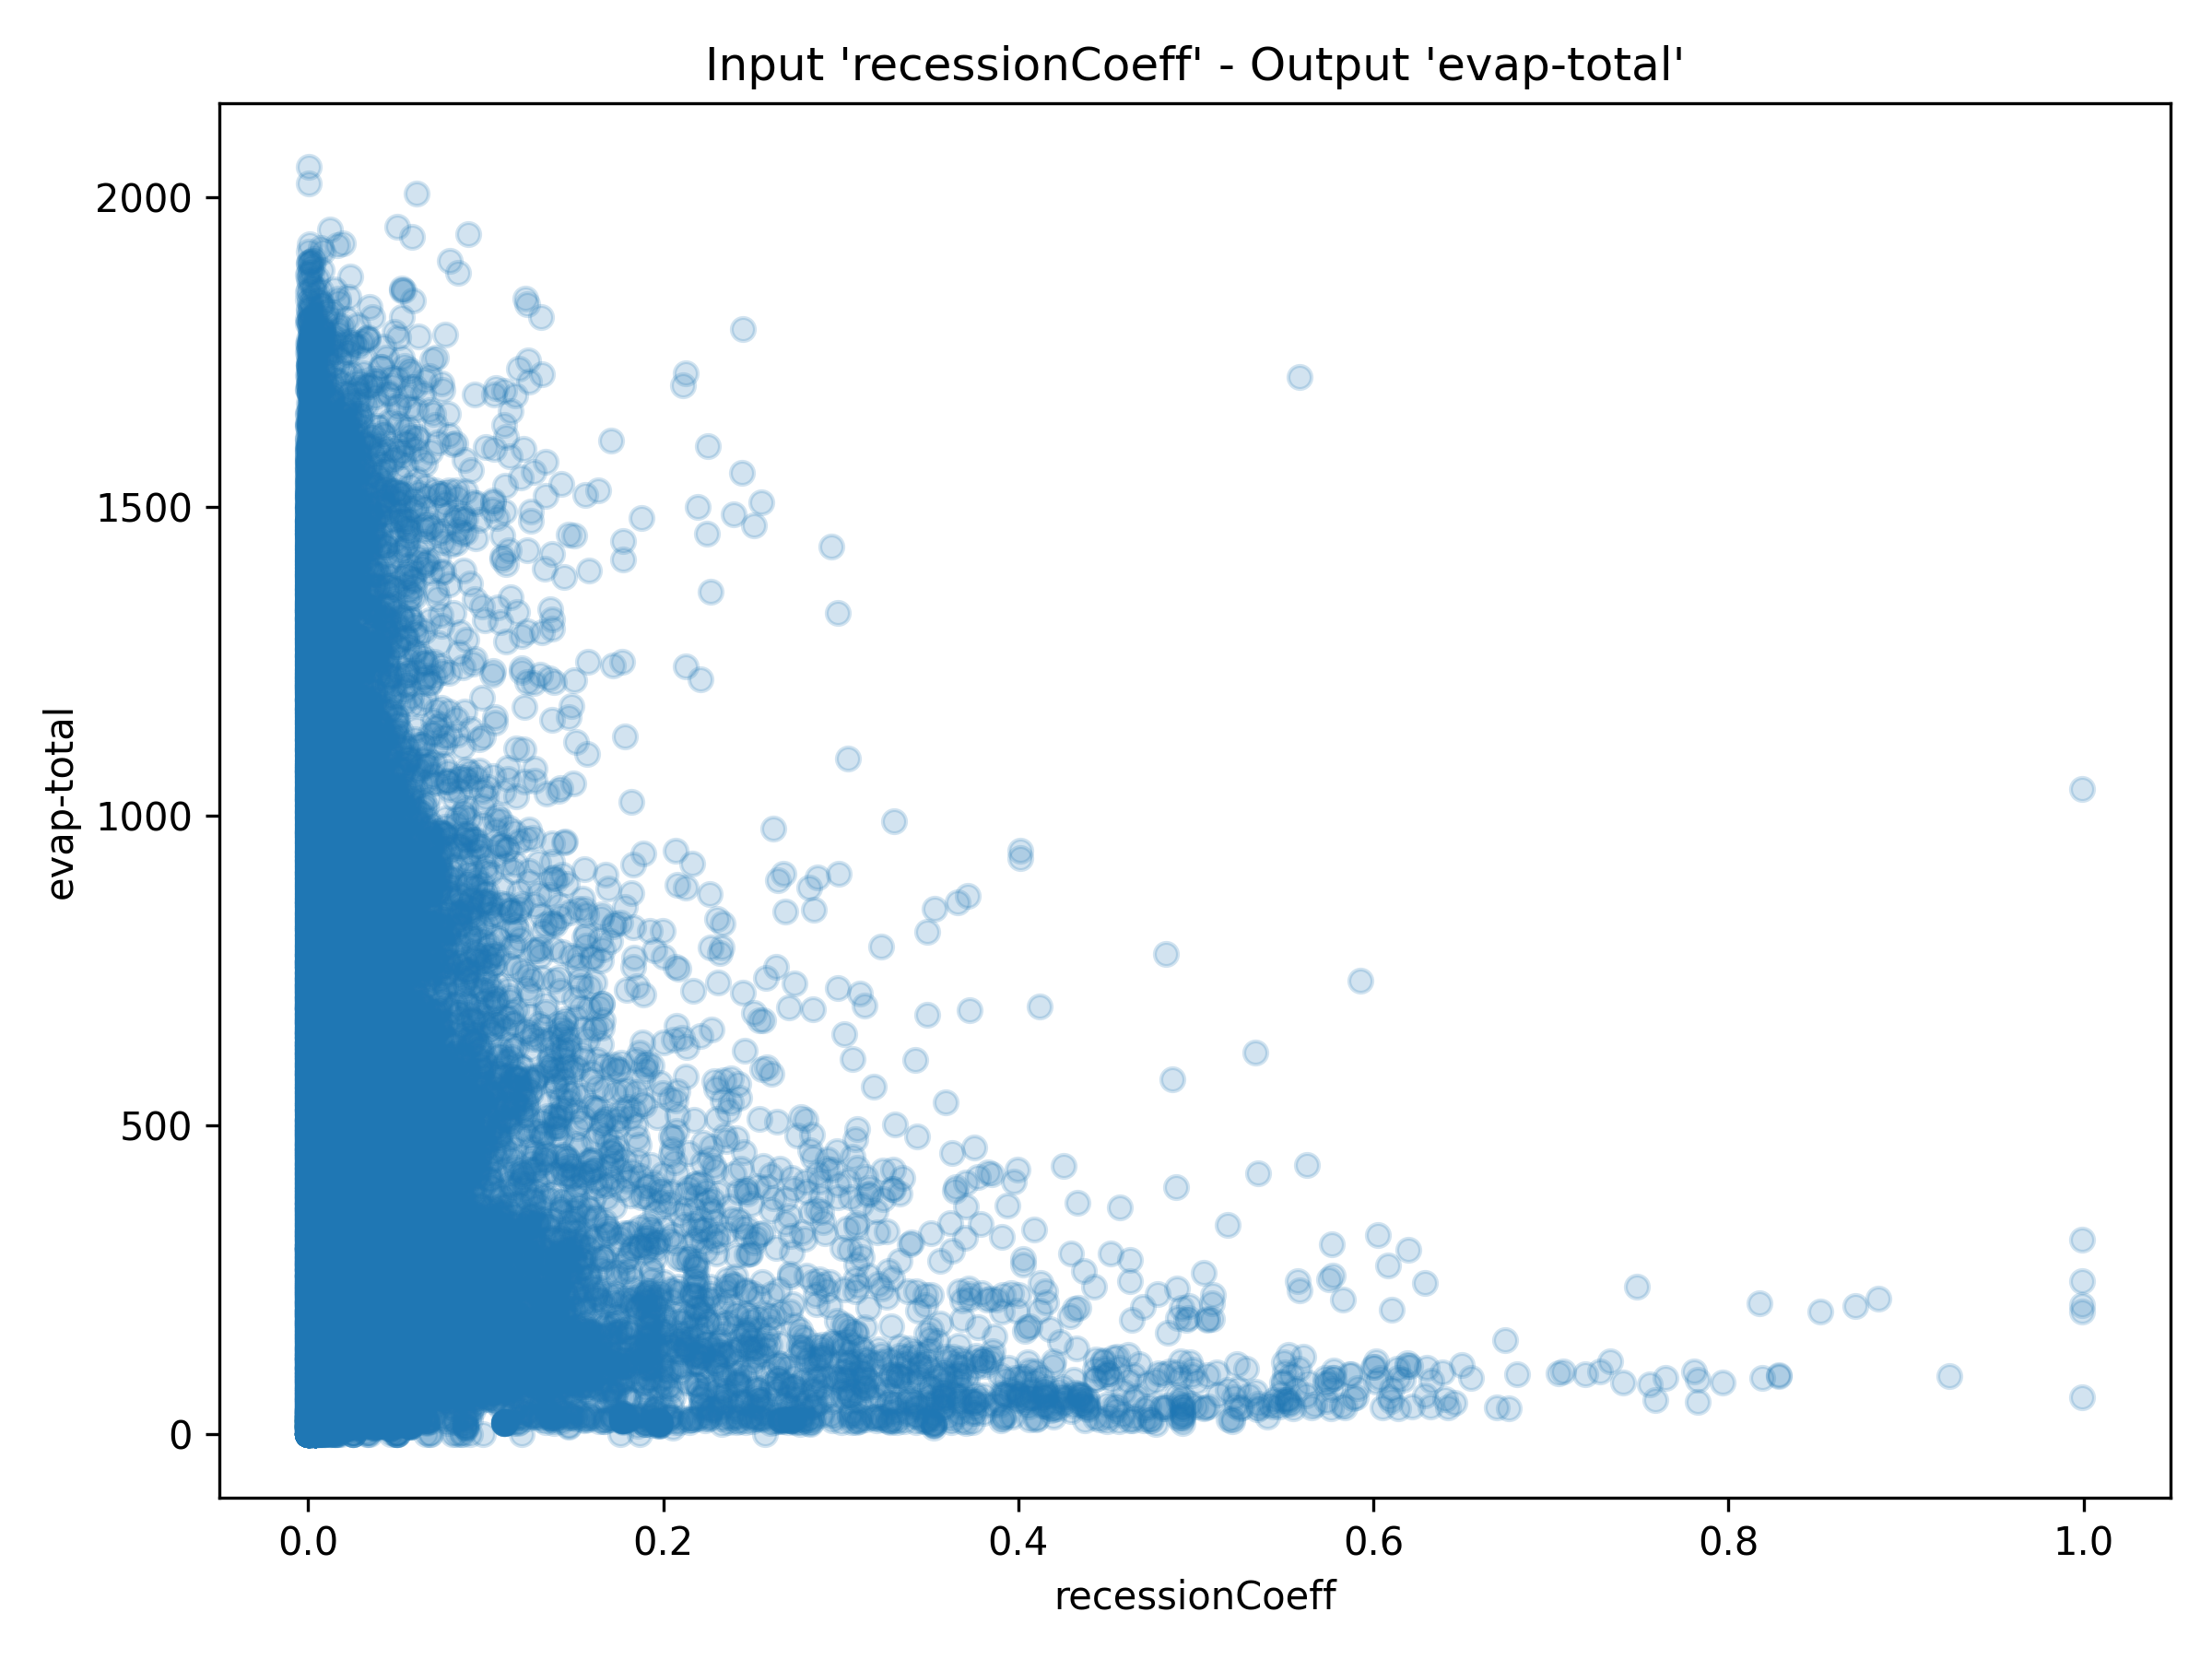 Input 'recessionCoeff' - Output 'evap-total'
2000
1500
1000
500
0
evap-total
0.0 0.2 0.4 0.6 0.8 1.0
recessionCoeff